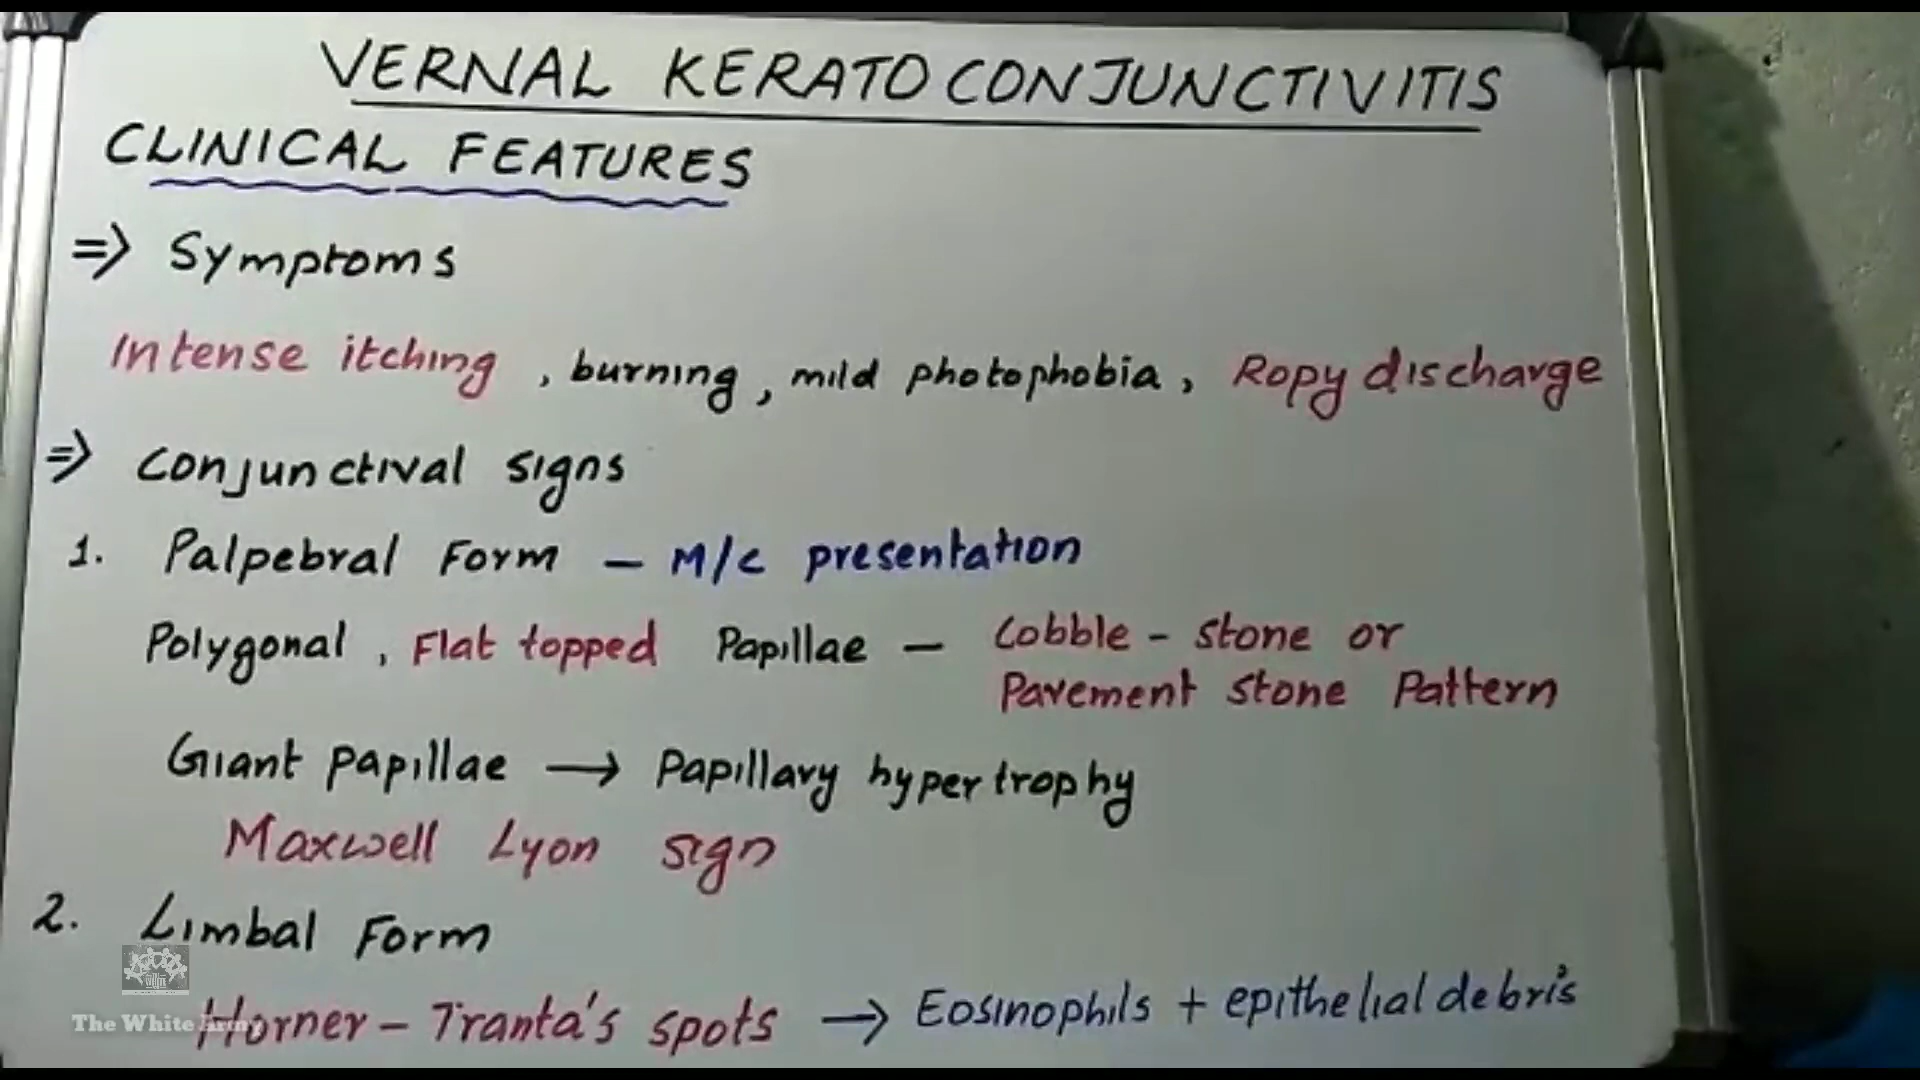 VERNAL KERATOCONJUNCTIVITIS
CLINICAL FEATURES
=> Symptoms
Intense itching, burning, mild photophobia, Ropy discharge
=> Conjunctival signs
1. Palpebral Form – M/C presentation
Polygonal, Flat topped Papillae – Cobble-stone or
Pavement stone Pattern
Giant papillae → Papillary hypertrophy
Maxwell Lyon sign
2. Limbal Form
Horner-Tranta's spots → Eosinophils + epithelial debris
The White Army